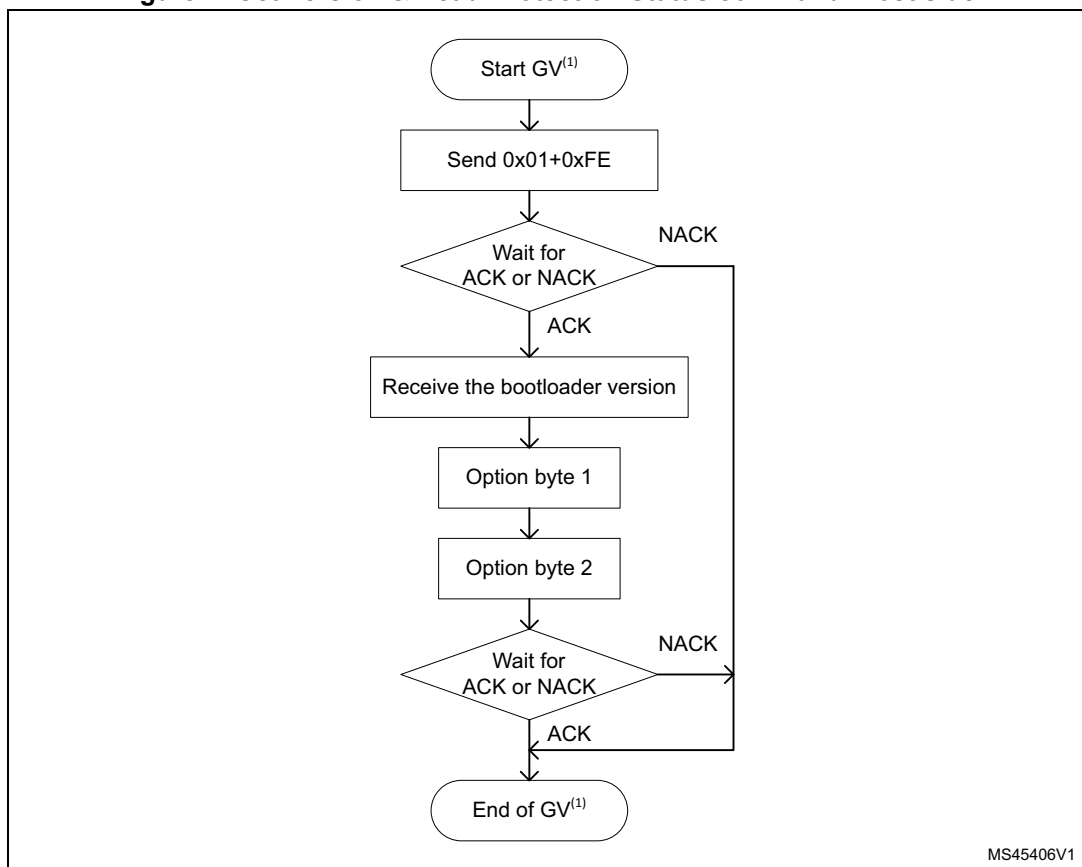 Start GV(1)
Send 0x01+0xFE
NACK
Wait for
ACK or NACK
ACK
Receive the bootloader version
Option byte 1
Option byte 2
NACK
Wait for
ACK or NACK
ACK
End of GV(1)
MS45406V1